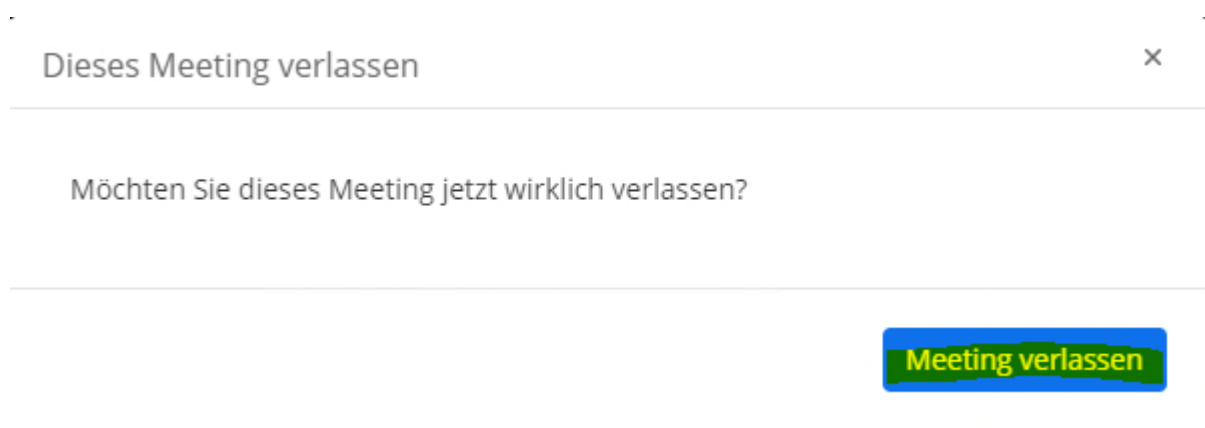 Dieses Meeting verlassen
Möchten Sie dieses Meeting jetzt wirklich verlassen?
Meeting verlassen